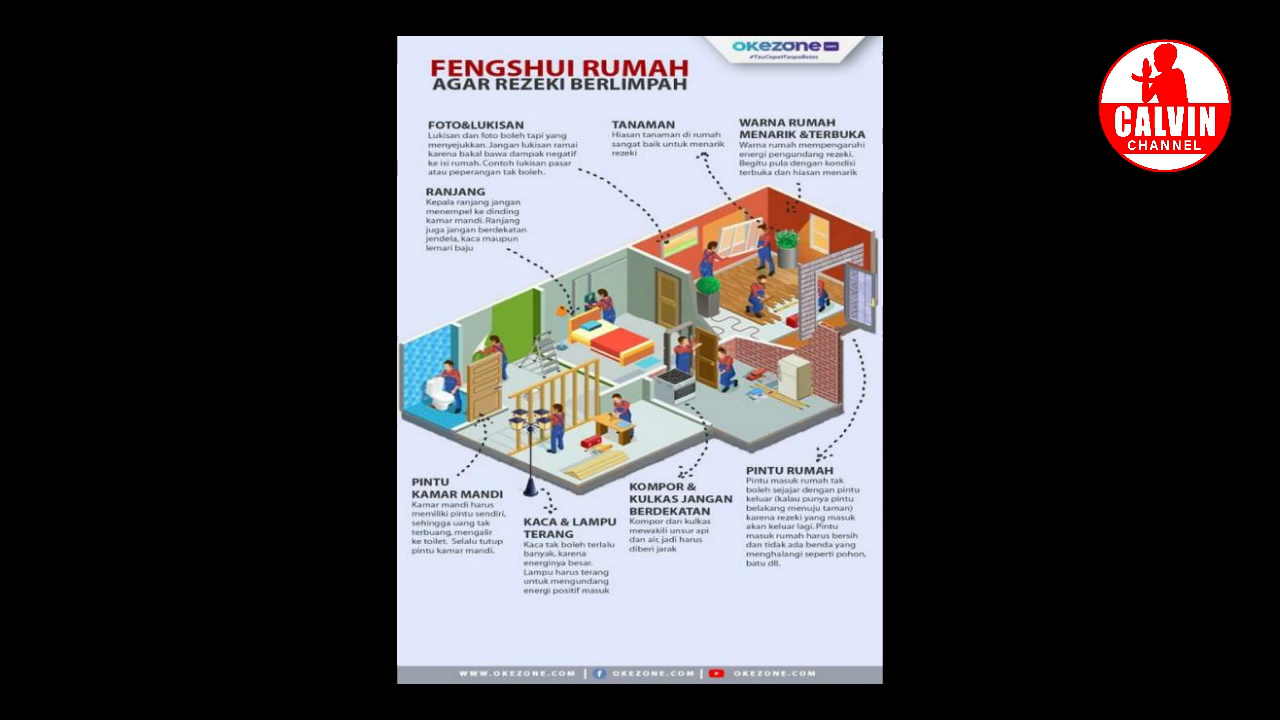 OKEZONE.COM
#TauCepatTanpaBatas
FENGSHUI RUMAH
AGAR REZEKI BERLIMPAH
FOTO&LUKISAN
Lukisan dan foto boleh tapi yang
menyejukkan. Jangan lukisan ramai
karena bakal bawa dampak negatif
ke isi rumah. Contoh lukisan pasar
atau peperangan tak boleh.
TANAMAN
Hiasan tanaman di rumah
sangat baik untuk menarik
rezeki
WARNA RUMAH
MENARIK &TERBUKA
Warna rumah mempengaruhi
energi pengundang rezeki.
Begitu pula dengan kondisi
terbuka dan hiasan menarik
RANJANG
Kepala ranjang jangan
menempel ke dinding
kamar mandi. Ranjang
juga jangan berdekatan
jendela, kaca maupun
lemari baju
PINTU
KAMAR MANDI
Kamar mandi harus
memiliki pintu sendiri,
sehingga uang tak
terbuang, mengalir
ke toilet. Selalu tutup
pintu kamar mandi.
KACA & LAMPU
TERANG
Kaca tak boleh terlalu
banyak, karena
energinya besar.
Lampu harus terang
untuk mengundang
energi positif masuk
KOMPOR &
KULKAS JANGAN
BERDEKATAN
Kompor dan kulkas
mewakili unsur api
dan air, jadi harus
diberi jarak
PINTU RUMAH
Pintu masuk rumah tak
boleh sejajar dengan pintu
keluar (kalau punya pintu
belakang menuju taman)
karena rezeki yang masuk
akan keluar lagi. Pintu
masuk rumah harus bersih
dan tidak ada benda yang
menghalangi seperti pohon,
batu dll.
WWW.OKEZONE.COM | OKEZONE.COM | OKEZONE.COM
CALVIN
CHANNEL